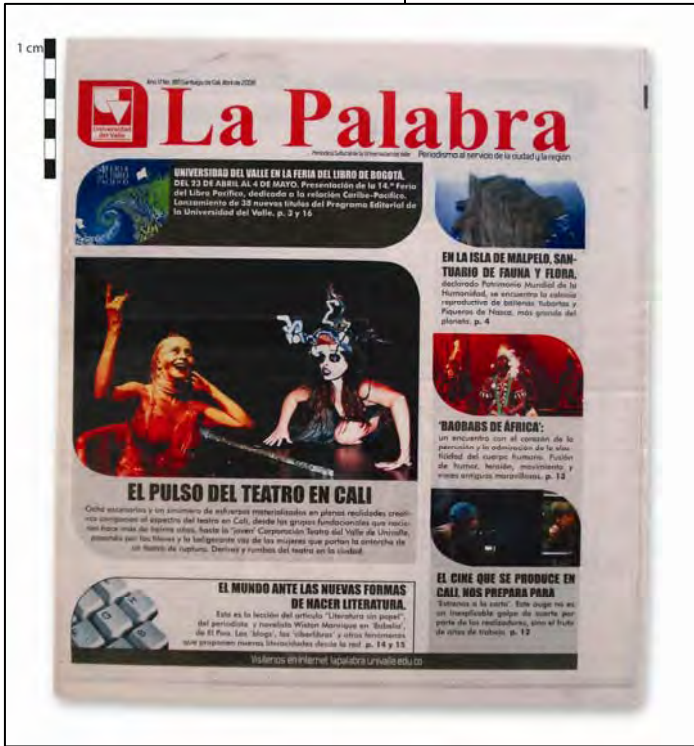 1 cm
Universidad
del Valle
La Palabra
Periodismo al servicio de la ciudad y la región
UNIVERSIDAD DEL VALLE EN LA FERIA DEL LIBRO DE BOGOTÁ.
DEL 23 DE ABRIL AL 4 DE MAYO. Presentación de la 14.ª Feria
del Libro Pacífico, dedicada a la relación Caribe-Pacífico.
Lanzamiento de 38 nuevos títulos del Programa Editorial de
la Universidad del Valle. p. 3 y 16
EN LA ISLA DE MALPELO, SAN-
TUARIO DE FAUNA Y FLORA,
declarado Patrimonio Mundial de la
Humanidad, se encuentra la colonia
reproductiva de ballenas Yubartas y
Piqueros de Nazca, más grande del
planeta. p. 4
'BAOBABS DE ÁFRICA':
un encuentro con el corazón de la
percusión y la admiración de la elas-
ticidad del cuerpo humano. Fusión
de humor, tensión, movimiento y
voces antiguas maravillosas. p. 13
EL PULSO DEL TEATRO EN CALI
Ocho escenarios y un sinúmero de esfuerzos materializados en plenas realidades creati-
vas componen el espectro del teatro en Cali, desde los grupos fundacionales que nacie-
ron hace más de treinta años, hasta la 'joven' Corporación Teatro del Valle de Univalle,
pasando por los títeres y la beligerante voz de las mujeres que portan la antorcha de
un teatro de ruptura. Derivas y rumbos del teatro en la ciudad.
EL CINE QUE SE PRODUCE EN
CALI, NOS PREPARA PARA
'Estrenos a la carta'. Este auge no es
un inexplicable golpe de suerte por
parte de los realizadores, sino el fruto
de años de trabajo. p. 12
EL MUNDO ANTE LAS NUEVAS FORMAS
DE HACER LITERATURA.
Esta es la lección del artículo "Literatura sin papel",
del periodista y novelista Winston Manrique en 'Babelia',
de El País. Los 'blogs', los 'ciberlibros' y otros fenómenos
que proponen nuevas literacidades desde la red. p. 14 y 15
Visítenos en internet lapalabra.univalle.edu.co